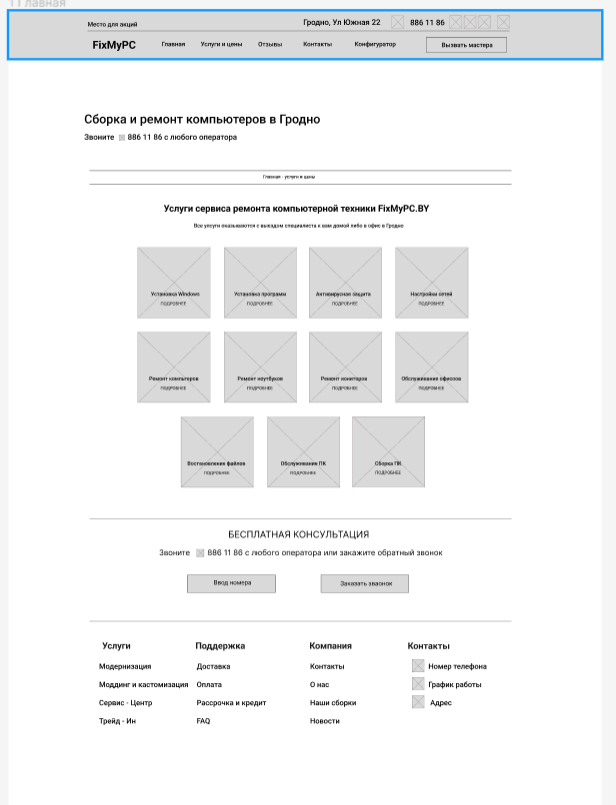 1 Главная
Место для акций
Гродно, Ул Южная 22 886 11 86
FixMyPC Главная Услуги и цены Отзывы Контакты Конфигуратор Вызвать мастера
Сборка и ремонт компьютеров в Гродно
Звоните 886 11 86 с любого оператора
Главная - услуги и цены
Услуги сервиса ремонта компьютерной техники FixMyPC.BY
Все услуги оказываются с выездом специалиста к вам домой либо в офис в Гродно
Установка Windows Установка программ Антивирусная защита Настройка сетей
ПОДРОБНЕЕ ПОДРОБНЕЕ ПОДРОБНЕЕ ПОДРОБНЕЕ
Ремонт компьтеров Ремонт ноутбуков Ремонт мониторов Обслуживание офиссов
ПОДРОБНЕЕ ПОДРОБНЕЕ ПОДРОБНЕЕ ПОДРОБНЕЕ
Восстановление файлов Обслуживание ПК Сборка ПК
ПОДРОБНЕЕ ПОДРОБНЕЕ ПОДРОБНЕЕ
БЕСПЛАТНАЯ КОНСУЛЬТАЦИЯ
Звоните 886 11 86 с любого оператора или закажите обратный звонок
Ввод номера Заказать звонок
Услуги Поддержка Компания Контакты
Модернизация Доставка Контакты Номер телефона
Моддинг и кастомизация Оплата О нас График работы
Сервис - Центр Рассрочка и кредит Наши сборки Адрес
Трейд - Ин FAQ Новости